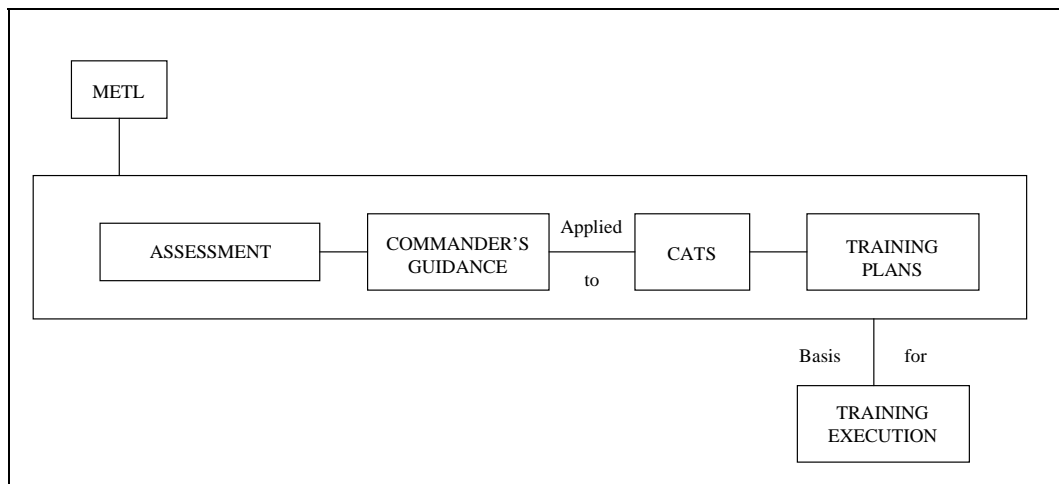 METL
ASSESSMENT
COMMANDER'S
GUIDANCE
Applied
to
CATS
TRAINING
PLANS
Basis for
TRAINING
EXECUTION